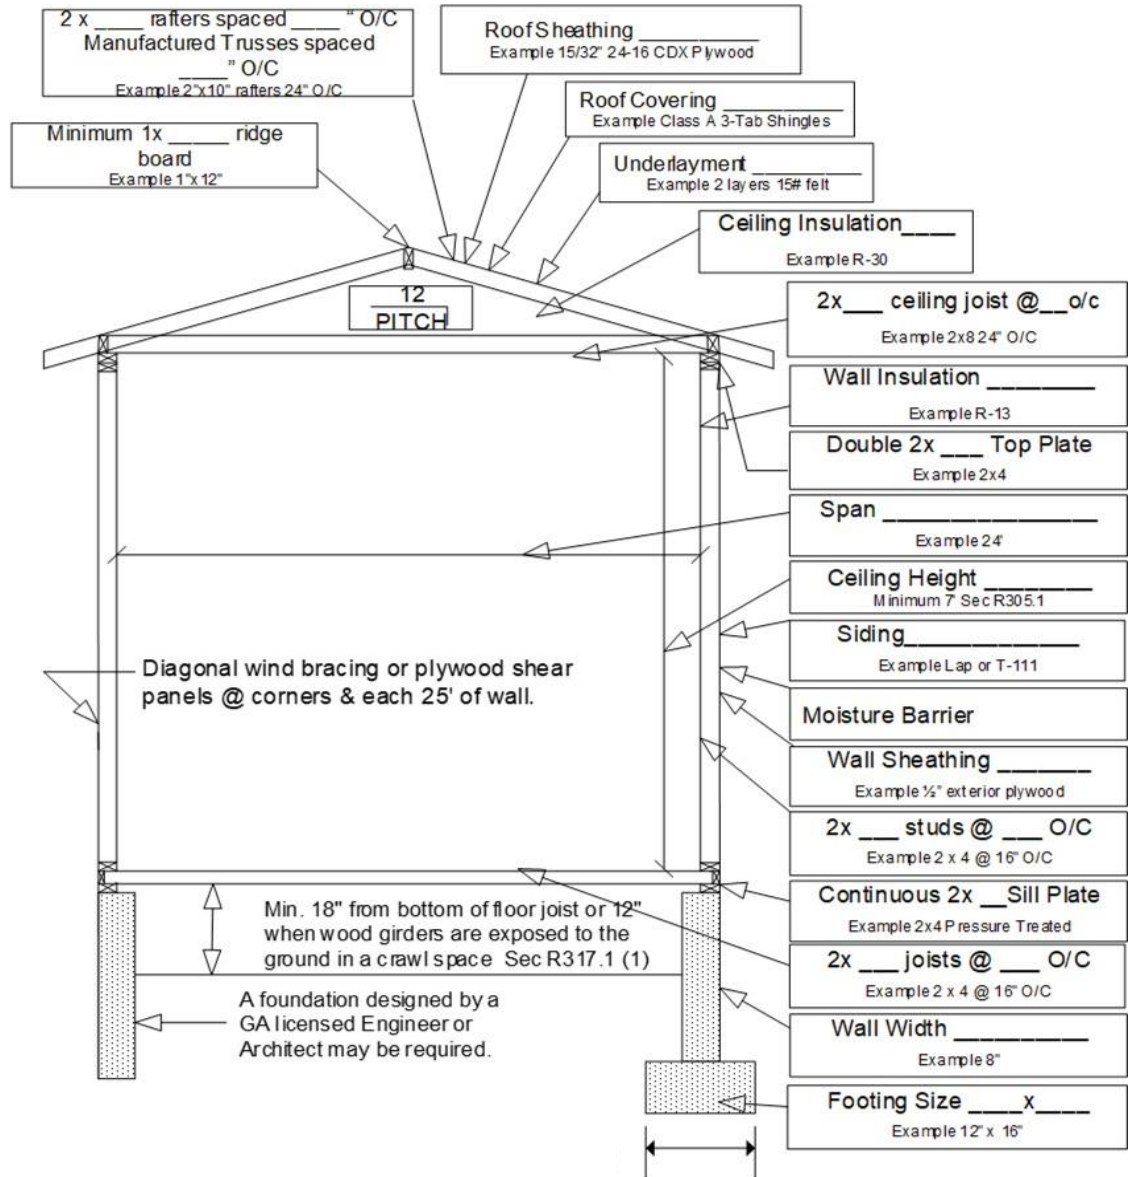 2 x ____ rafters spaced ____ " O/C
Manufactured Trusses spaced
____" O/C
Example 2"x10" rafters 24" O/C
Roof Sheathing __________
Example 15/32" 24-16 CDX Plywood
Roof Covering __________
Example Class A 3-Tab Shingles
Minimum 1x _____ ridge
board
Example 1"x12"
Underlayment _________
Example 2 layers 15# felt
Ceiling Insulation____
Example R-30
12
PITCH
2x___ ceiling joist @__o/c
Example 2x8 24" O/C
Wall Insulation ________
Example R-13
Double 2x ___ Top Plate
Example 2x4
Span ________________
Example 24'
Ceiling Height ________
Minimum 7' Sec R305.1
Siding_____________
Example Lap or T-111
Diagonal wind bracing or plywood shear
panels @ corners & each 25' of wall.
Moisture Barrier
Wall Sheathing _______
Example ½" exterior plywood
2x ___ studs @ ___ O/C
Example 2 x 4 @ 16" O/C
Continuous 2x __Sill Plate
Example 2x4 Pressure Treated
Min. 18" from bottom of floor joist or 12"
when wood girders are exposed to the
ground in a crawl space Sec R317.1 (1)
2x ___ joists @ ___ O/C
Example 2 x 4 @ 16" O/C
A foundation designed by a
GA licensed Engineer or
Architect may be required.
Wall Width __________
Example 8"
Footing Size ____x____
Example 12" x 16"